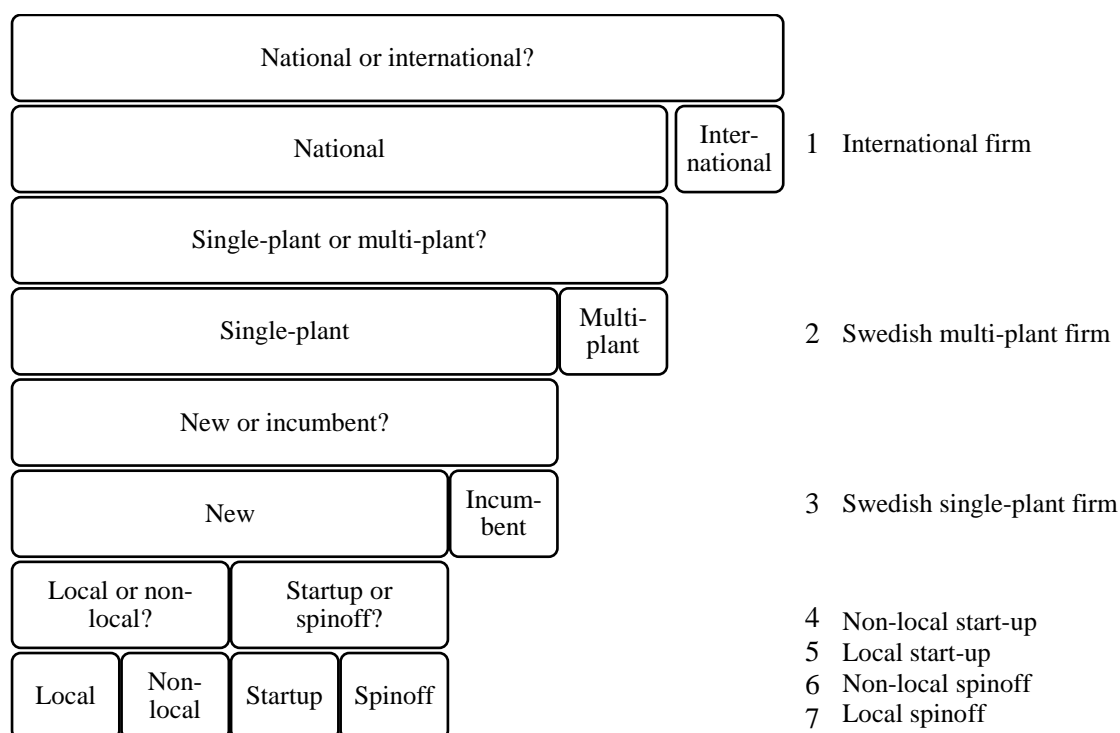 National or international?
National
Inter-
national
1 International firm
Single-plant or multi-plant?
Single-plant
Multi-
plant
2 Swedish multi-plant firm
New or incumbent?
New
Incum-
bent
3 Swedish single-plant firm
Local or non-
local?
Startup or
spinoff?
Local
Non-
local
Startup
Spinoff
4 Non-local start-up
5 Local start-up
6 Non-local spinoff
7 Local spinoff